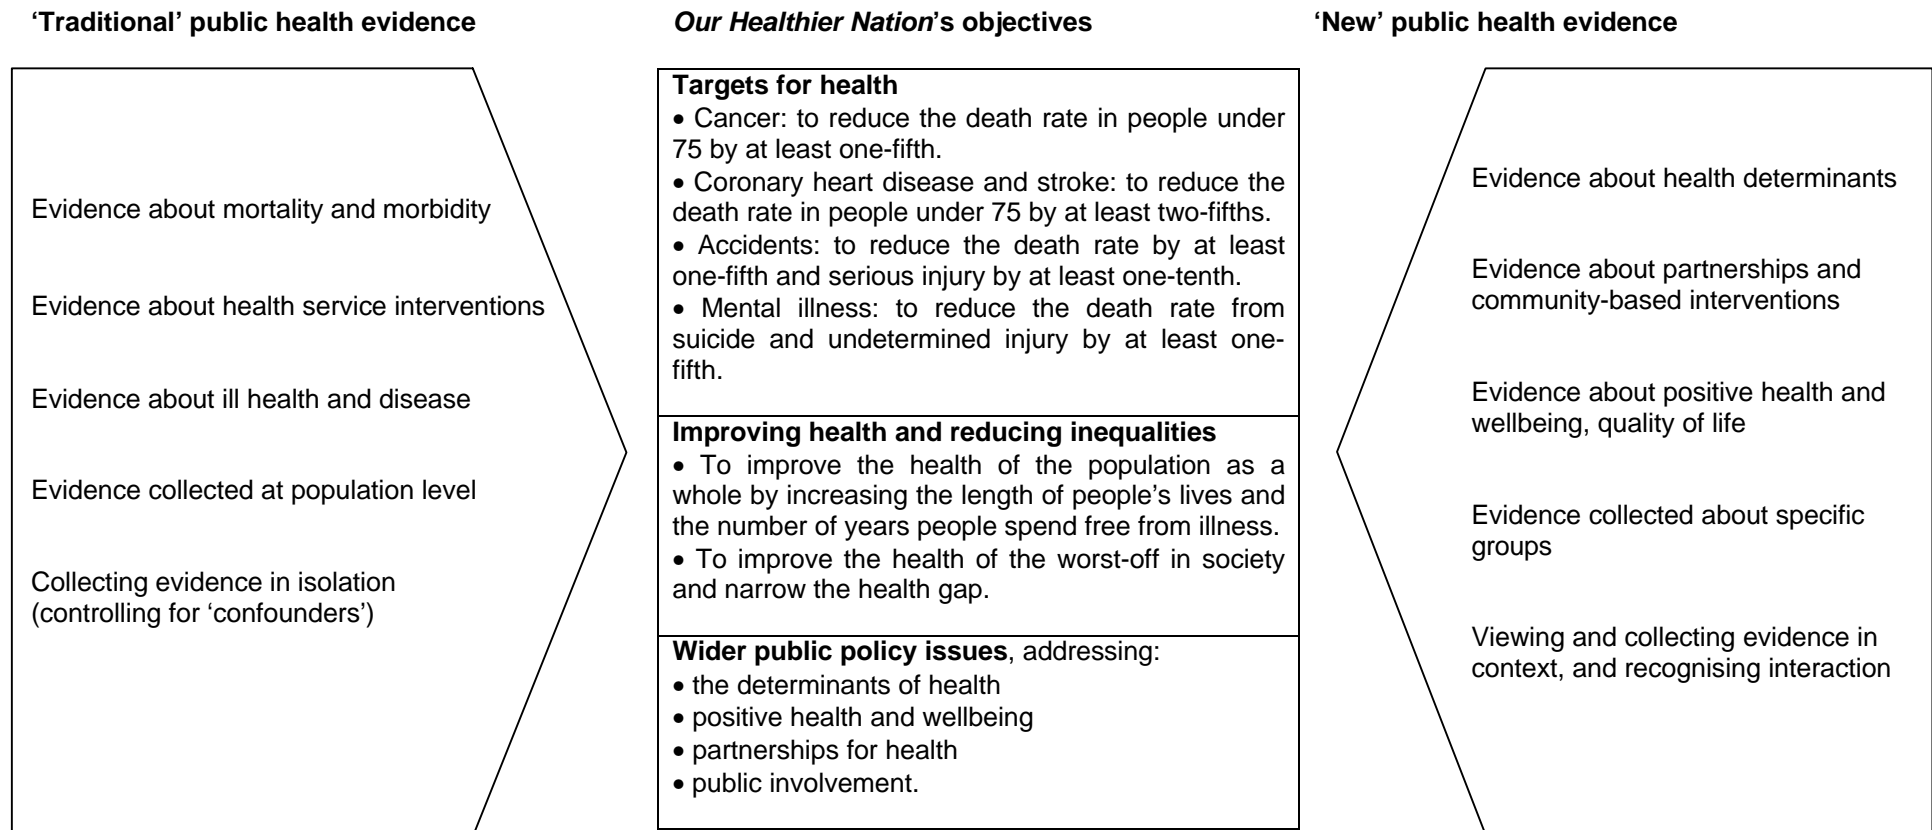 ‘Traditional’ public health evidence
Evidence about mortality and morbidity
Evidence about health service interventions
Evidence about ill health and disease
Evidence collected at population level
Collecting evidence in isolation
(controlling for ‘confounders’)
Our Healthier Nation’s objectives
Targets for health
• Cancer: to reduce the death rate in people under
75 by at least one-fifth.
• Coronary heart disease and stroke: to reduce the
death rate in people under 75 by at least two-fifths.
• Accidents: to reduce the death rate by at least
one-fifth and serious injury by at least one-tenth.
• Mental illness: to reduce the death rate from
suicide and undetermined injury by at least one-
fifth.
Improving health and reducing inequalities
• To improve the health of the population as a
whole by increasing the length of people’s lives and
the number of years people spend free from illness.
• To improve the health of the worst-off in society
and narrow the health gap.
Wider public policy issues, addressing:
• the determinants of health
• positive health and wellbeing
• partnerships for health
• public involvement.
‘New’ public health evidence
Evidence about health determinants
Evidence about partnerships and
community-based interventions
Evidence about positive health and
wellbeing, quality of life
Evidence collected about specific
groups
Viewing and collecting evidence in
context, and recognising interaction